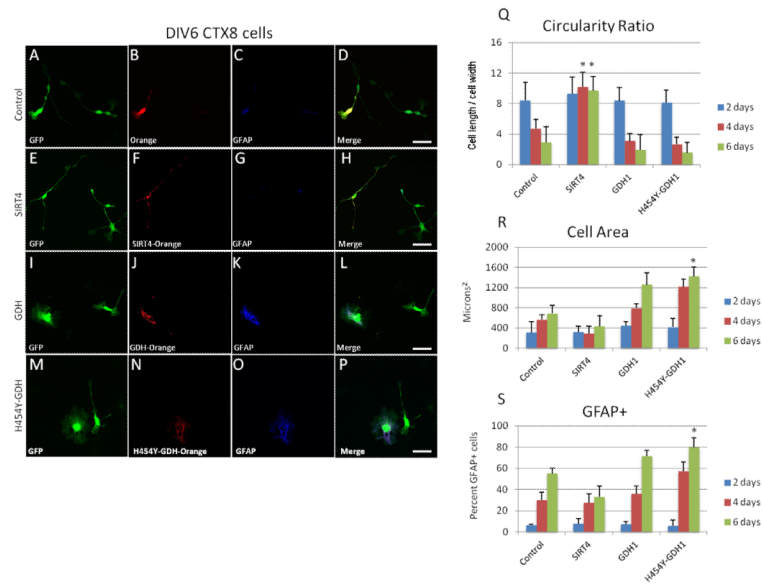 DIV6 CTX8 cells
A B C D
Control
GFP Orange GFAP Merge
E F G H
SIRT4
GFP SIRT4-Orange GFAP Merge
I J K L
GDH
GFP GDH-Orange GFAP Merge
M N O P
H454Y-GDH
GFP H454Y-GDH-Orange GFAP Merge
Q
Circularity Ratio
Cell length / cell width
16
12
8
4
0
* *
Control SIRT4 GDH1 H454Y-GDH1
2 days
4 days
6 days
R
Cell Area
Microns²
2000
1600
1200
800
400
0
*
Control SIRT4 GDH1 H454Y-GDH1
2 days
4 days
6 days
S
GFAP+
Percent GFAP+ cells
100
80
60
40
20
0
*
Control SIRT4 GDH1 H454Y-GDH1
2 days
4 days
6 days